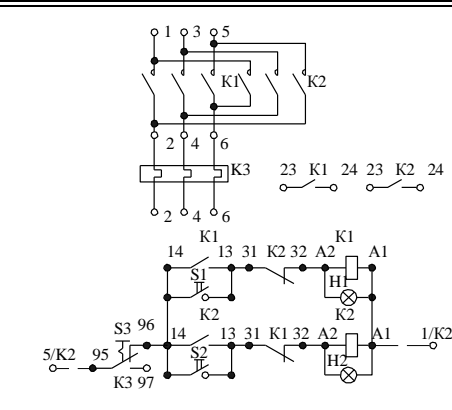 1 3 5
K1 K2
2 4 6
K3
23 K1 24 23 K2 24
2 4 6
K1 K1
14 13 31 K2 32 A2 A1
S1 H1
K2 K2
S3 96 14 13 31 K1 32 A2 A1 1/K2
5/K2 95 S2 H2
K3 97